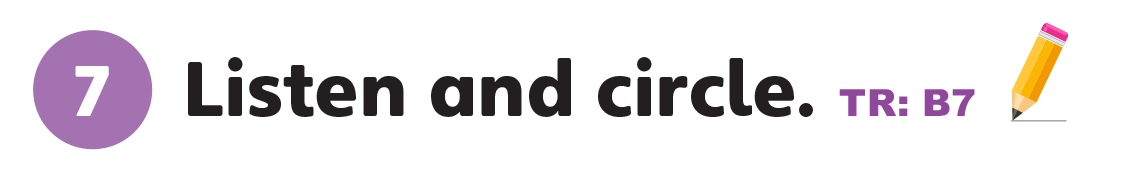 7 Listen and circle. TR: B7